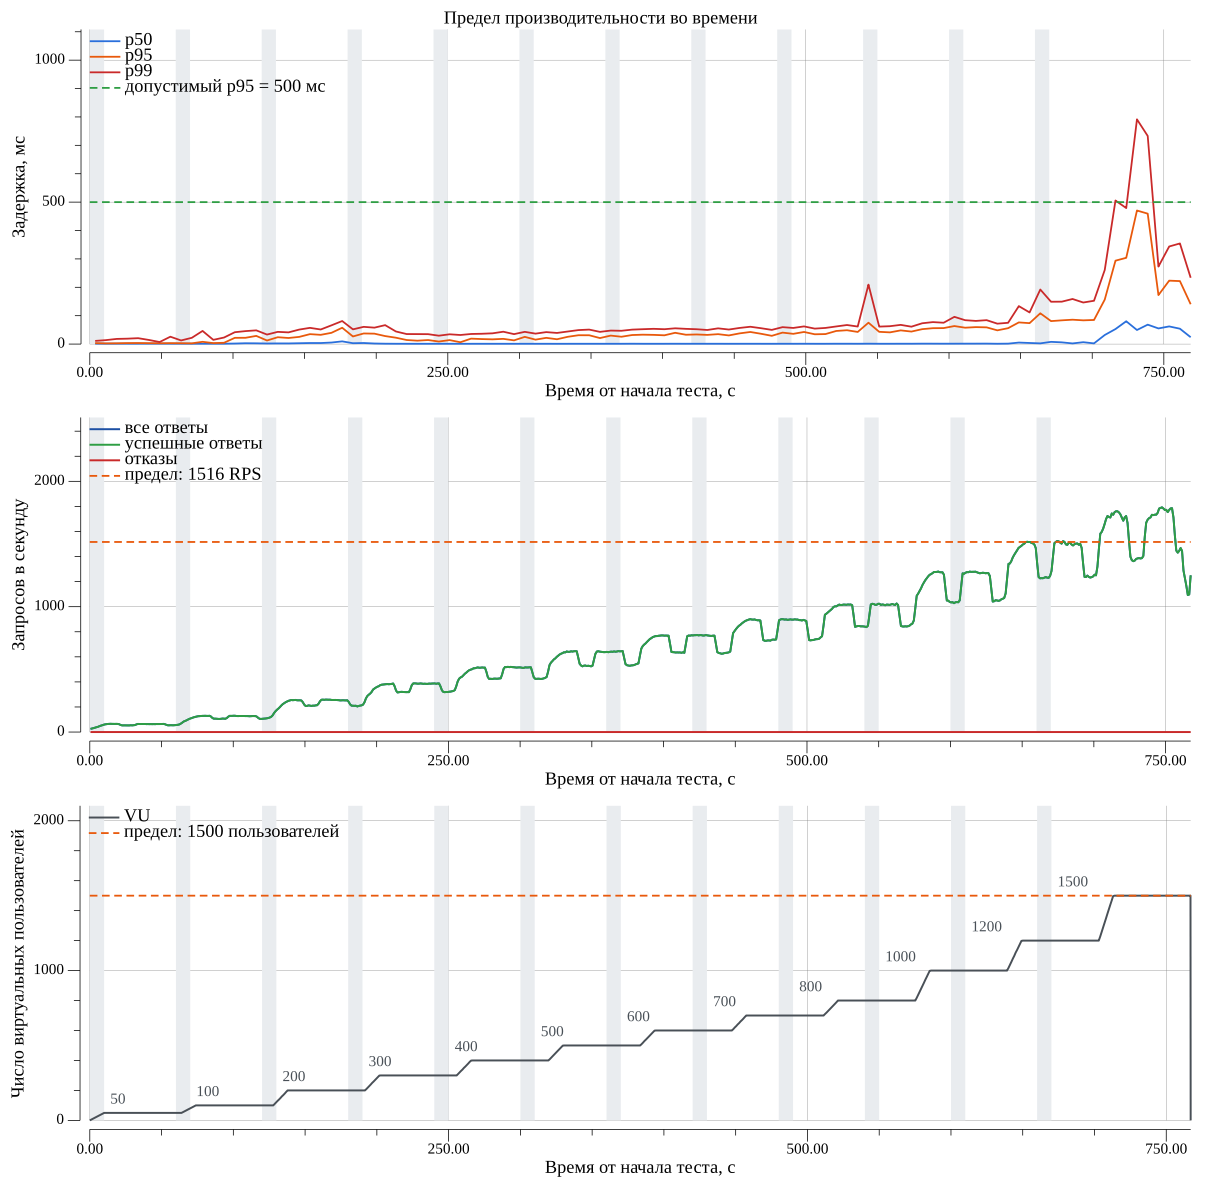 Предел производительности во времени
p50
p95
p99
допустимый p95 = 500 мс
1000
500
0
Задержка, мс
0.00 250.00 500.00 750.00
Время от начала теста, с
все ответы
успешные ответы
отказы
предел: 1516 RPS
2000
1000
0
Запросов в секунду
0.00 250.00 500.00 750.00
Время от начала теста, с
VU
предел: 1500 пользователей
2000
1000
0
Число виртуальных пользователей
50 100 200 300 400 500 600 700 800 1000 1200 1500
0.00 250.00 500.00 750.00
Время от начала теста, с